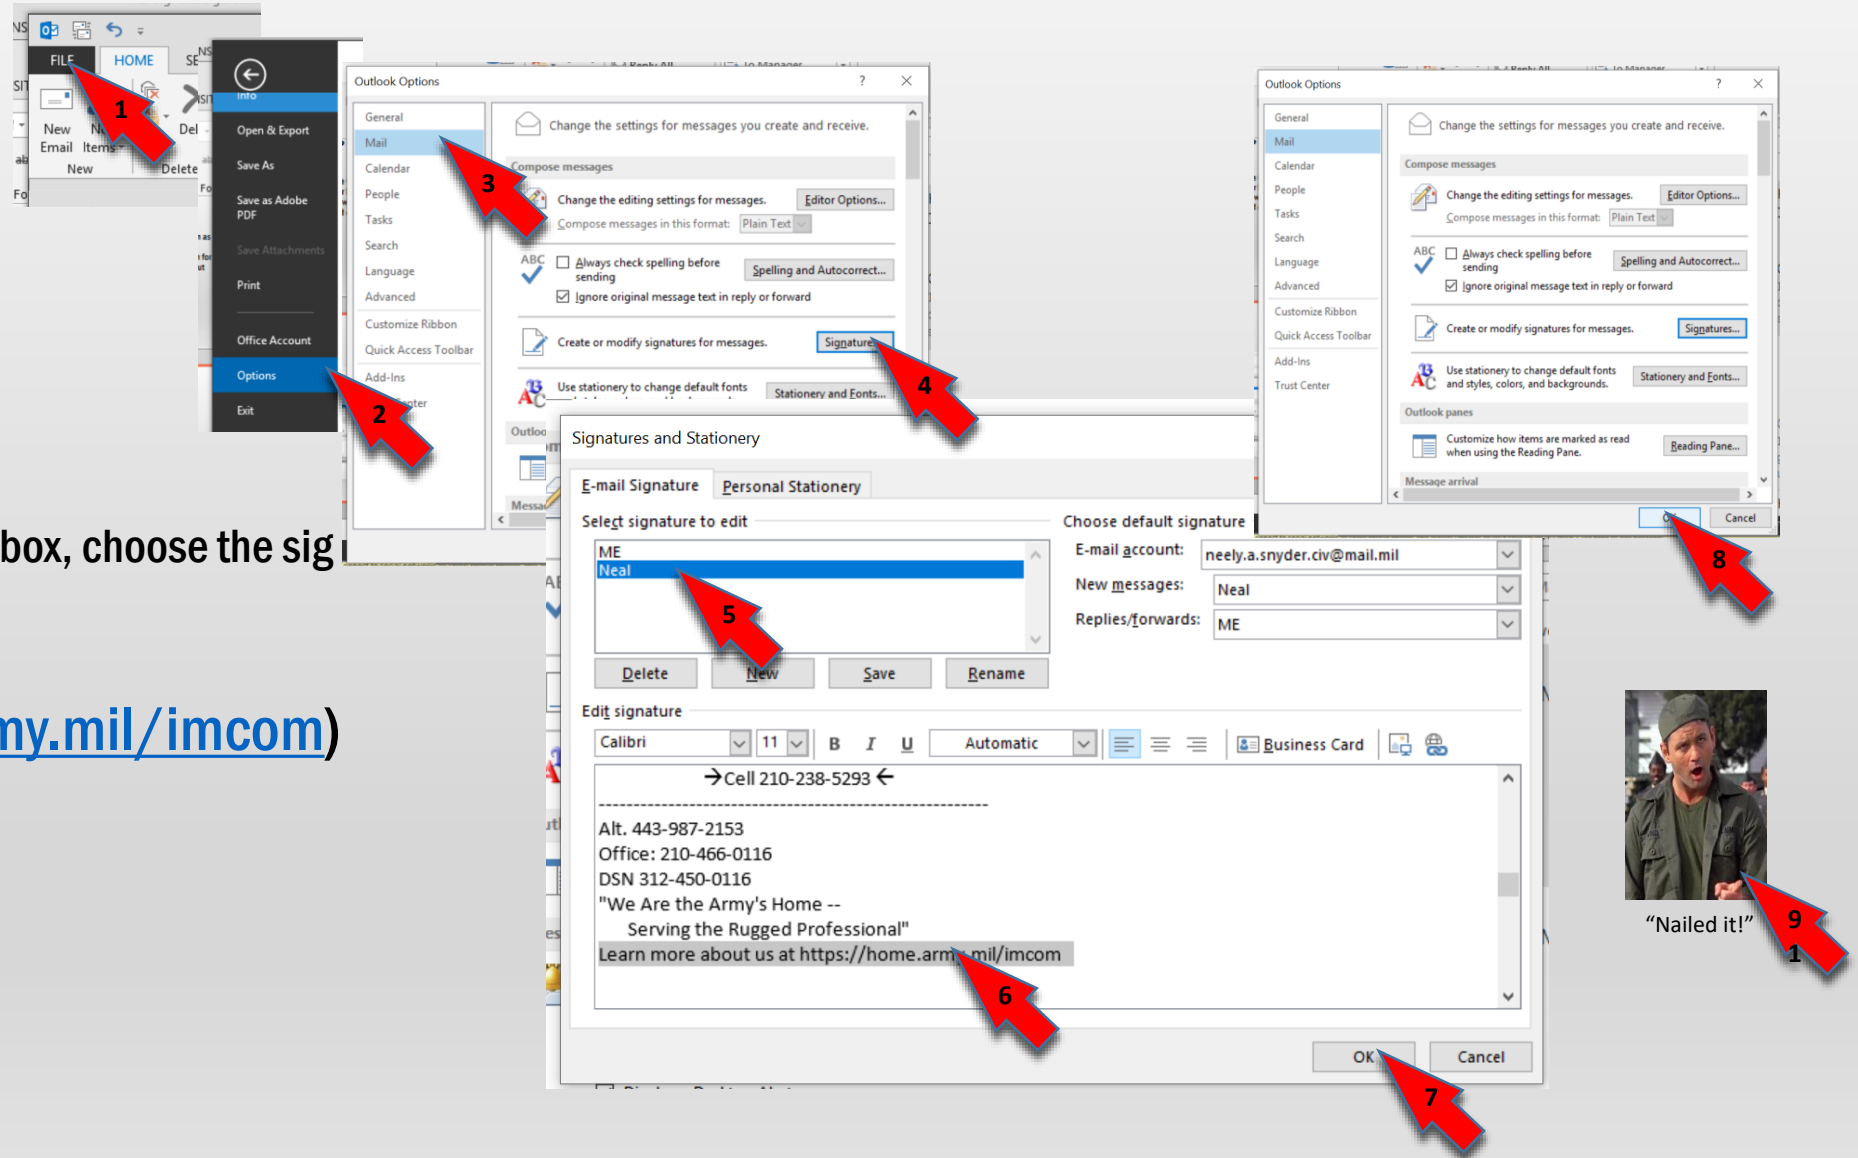 FILE
HOME
New
Email
Items
Del
New
Delete
1
Info
Open & Export
Save As
Save as Adobe
PDF
Save Attachments
Print
Office Account
Options
Exit
2
Outlook Options
?
General
Mail
Calendar
People
Tasks
Search
Language
Advanced
Customize Ribbon
Quick Access Toolbar
Add-Ins
3
Change the settings for messages you create and receive.
Compose messages
Change the editing settings for messages.
Editor Options...
Compose messages in this format:
Plain Text
ABC
Always check spelling before
sending
Spelling and Autocorrect...
Ignore original message text in reply or forward
Create or modify signatures for messages.
4
Use stationery to change default fonts
Stationery and Fonts...
box, choose the sig
my.mil/imcom)
Signatures and Stationery
E-mail Signature
Personal Stationery
Select signature to edit
ME
Neal
5
Delete
New
Save
Rename
Choose default signature
E-mail account:
neely.a.snyder.civ@mail.mil
New messages:
Neal
Replies/forwards:
ME
Edit signature
Calibri
11
B I U
Automatic
Business Card
→Cell 210-238-5293 ←
--------------------------------------------------------
Alt. 443-987-2153
Office: 210-466-0116
DSN 312-450-0116
"We Are the Army's Home --
Serving the Rugged Professional"
Learn more about us at https://home.army.mil/imcom
6
OK
Cancel
7
Outlook Options
?
General
Mail
Calendar
People
Tasks
Search
Language
Advanced
Customize Ribbon
Quick Access Toolbar
Add-Ins
Trust Center
Change the settings for messages you create and receive.
Compose messages
Change the editing settings for messages.
Editor Options...
Compose messages in this format:
Plain Text
ABC
Always check spelling before
sending
Spelling and Autocorrect...
Ignore original message text in reply or forward
Create or modify signatures for messages.
Signatures...
Use stationery to change default fonts
and styles, colors, and backgrounds.
Stationery and Fonts...
Outlook panes
Customize how items are marked as read
when using the Reading Pane.
Reading Pane...
Message arrival
Cancel
8
“Nailed it!”
9
1